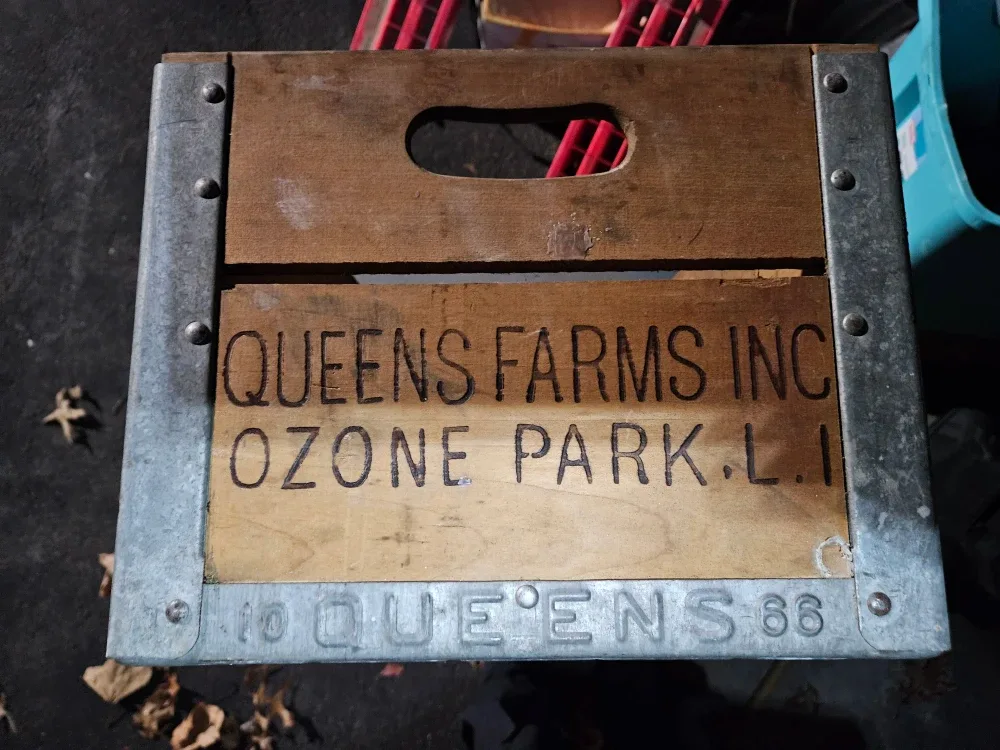 QUEENS FARMS INC
OZONE PARK. L. I
10 QUEENS 66